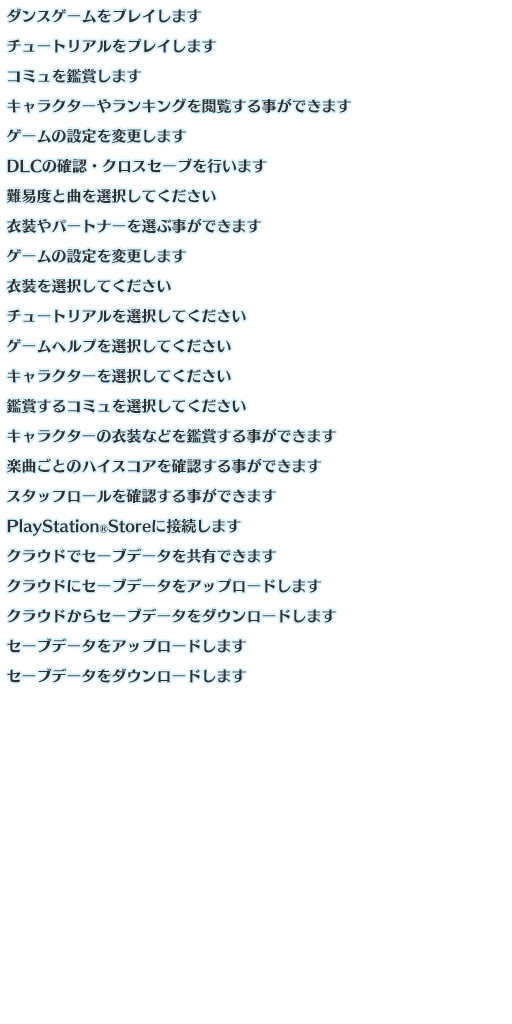 ダンスゲームをプレイします
チュートリアルをプレイします
コミュを鑑賞します
キャラクターやランキングを閲覧する事ができます
ゲームの設定を変更します
DLCの確認・クロスセーブを行います
難易度と曲を選択してください
衣装やパートナーを選ぶ事ができます
ゲームの設定を変更します
衣装を選択してください
チュートリアルを選択してください
ゲームヘルプを選択してください
キャラクターを選択してください
鑑賞するコミュを選択してください
キャラクターの衣装などを鑑賞する事ができます
楽曲ごとのハイスコアを確認する事ができます
スタッフロールを確認する事ができます
PlayStation®Storeに接続します
クラウドでセーブデータを共有できます
クラウドにセーブデータをアップロードします
クラウドからセーブデータをダウンロードします
セーブデータをアップロードします
セーブデータをダウンロードします